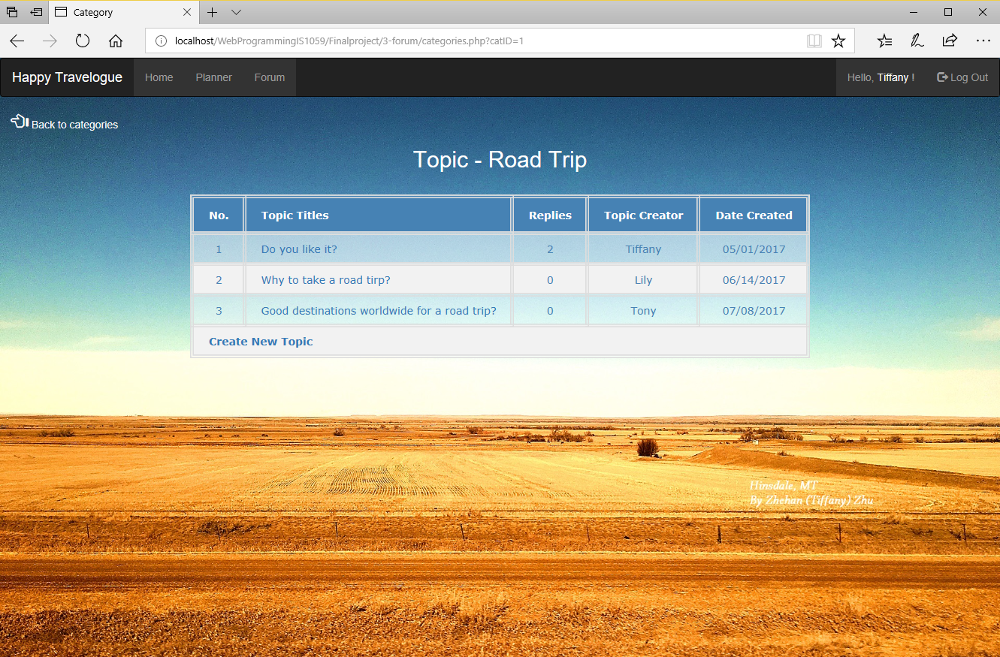 Category
localhost/WebProgrammingIS1059/Finalproject/3-forum/categories.php?catID=1
Happy Travelogue Home Planner Forum Hello, Tiffany ! Log Out
Back to categories
Topic - Road Trip
No. Topic Titles Replies Topic Creator Date Created
1 Do you like it? 2 Tiffany 05/01/2017
2 Why to take a road tirp? 0 Lily 06/14/2017
3 Good destinations worldwide for a road trip? 0 Tony 07/08/2017
Create New Topic
Hinsdale, MT
By Zhehan (Tiffany) Zhu